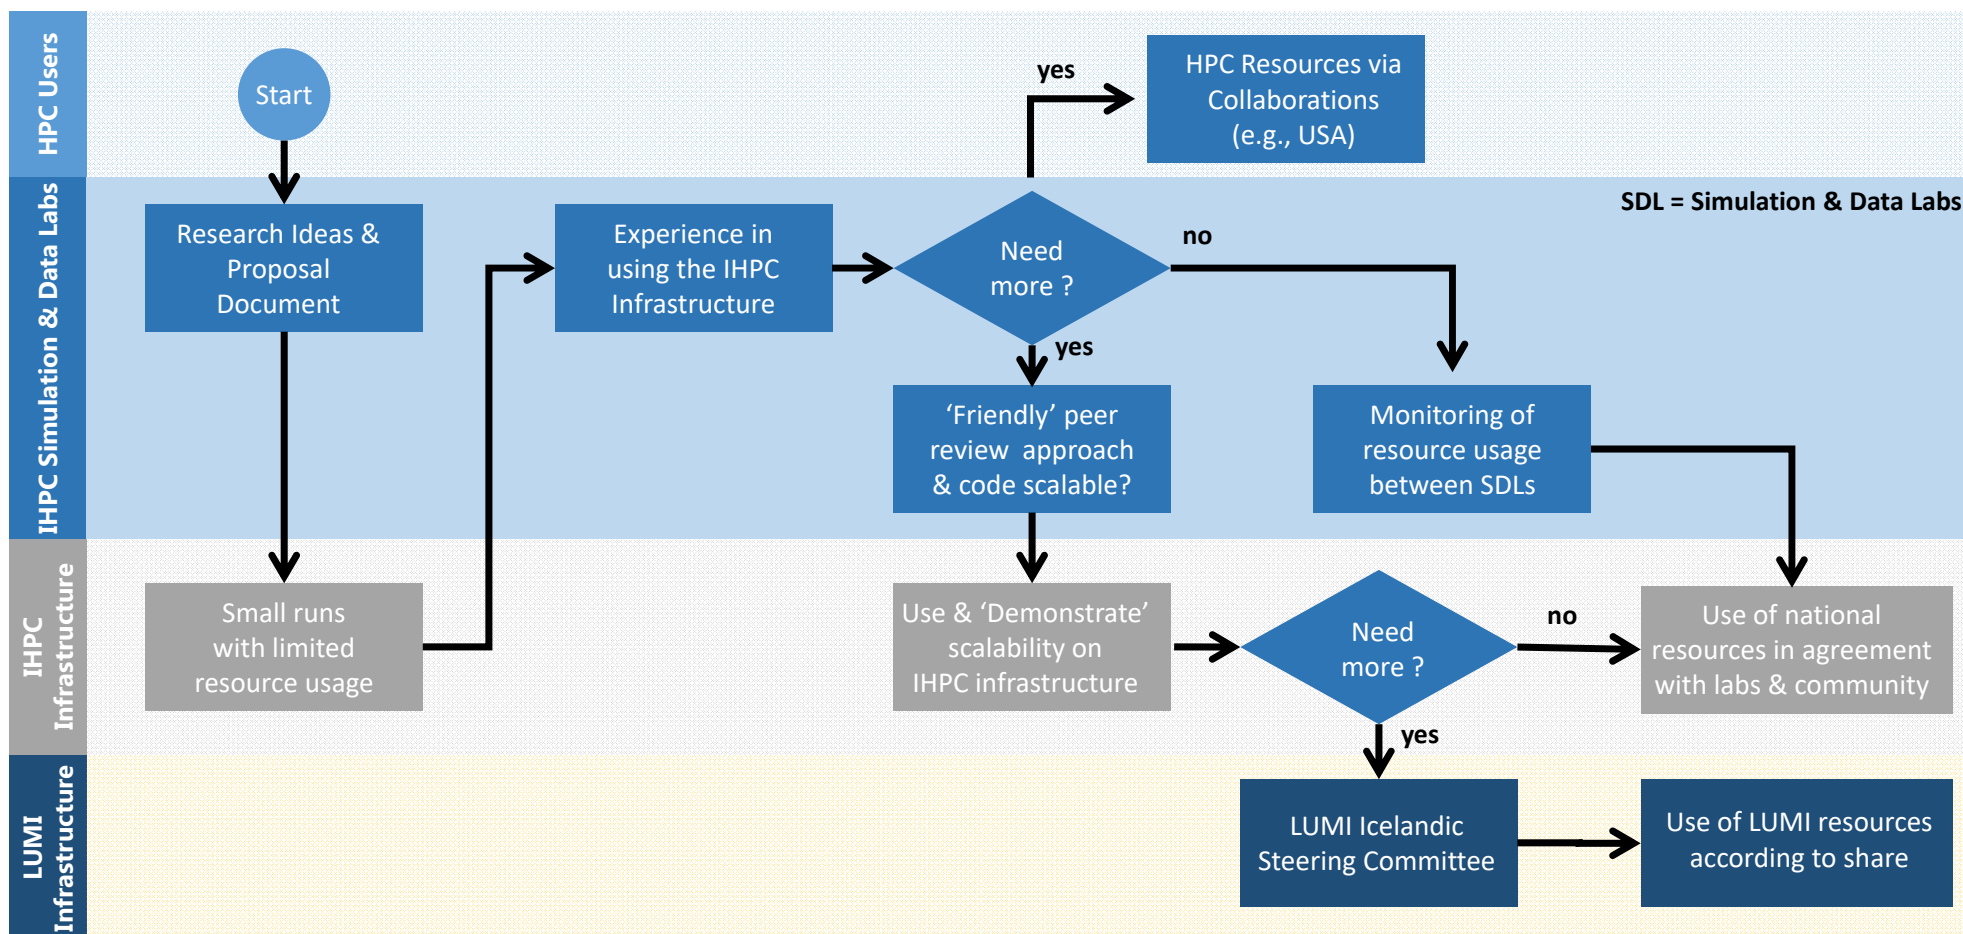 HPC Users
Start
yes
HPC Resources via
Collaborations
(e.g., USA)
IHPC Simulation & Data Labs
SDL = Simulation & Data Labs
Research Ideas &
Proposal
Document
Experience in
using the IHPC
Infrastructure
Need
more ?
no
yes
‘Friendly’ peer
review approach
& code scalable?
Monitoring of
resource usage
between SDLs
IHPC
Infrastructure
Small runs
with limited
resource usage
Use & ‘Demonstrate’
scalability on
IHPC infrastructure
Need
more ?
no
Use of national
resources in agreement
with labs & community
yes
LUMI
Infrastructure
LUMI Icelandic
Steering Committee
Use of LUMI resources
according to share